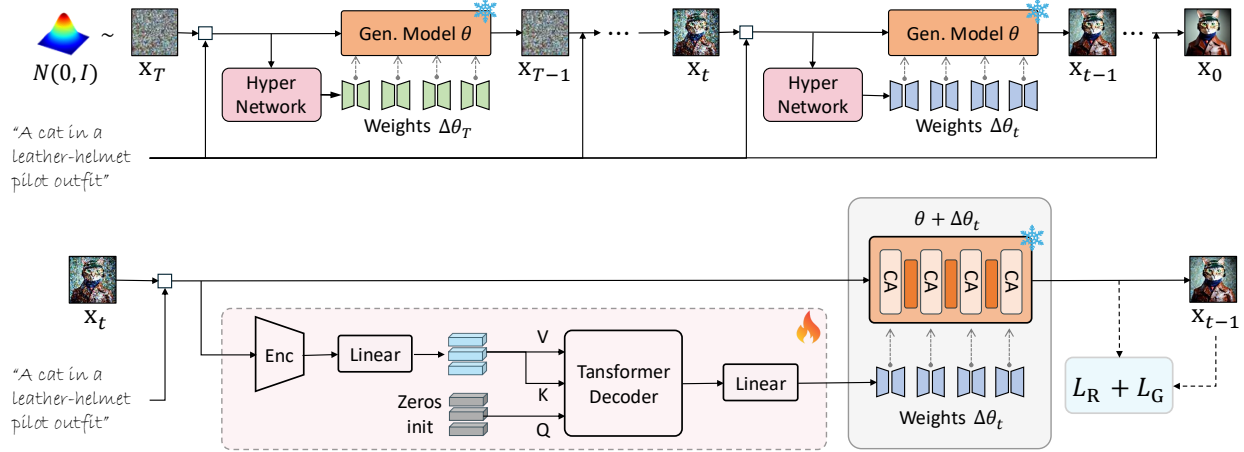 N(0, I)
~
x_T
Gen. Model θ
x_{T−1}
...
x_t
Gen. Model θ
x_{t−1}
...
x_0
Hyper
Network
Weights Δθ_T
Hyper
Network
Weights Δθ_t
"A cat in a
leather-helmet
pilot outfit"
θ + Δθ_t
CA
CA
CA
CA
x_t
x_{t−1}
Enc
Linear
V
K
Q
Tansformer
Decoder
Linear
Zeros
init
Weights Δθ_t
L_R + L_G
"A cat in a
leather-helmet
pilot outfit"